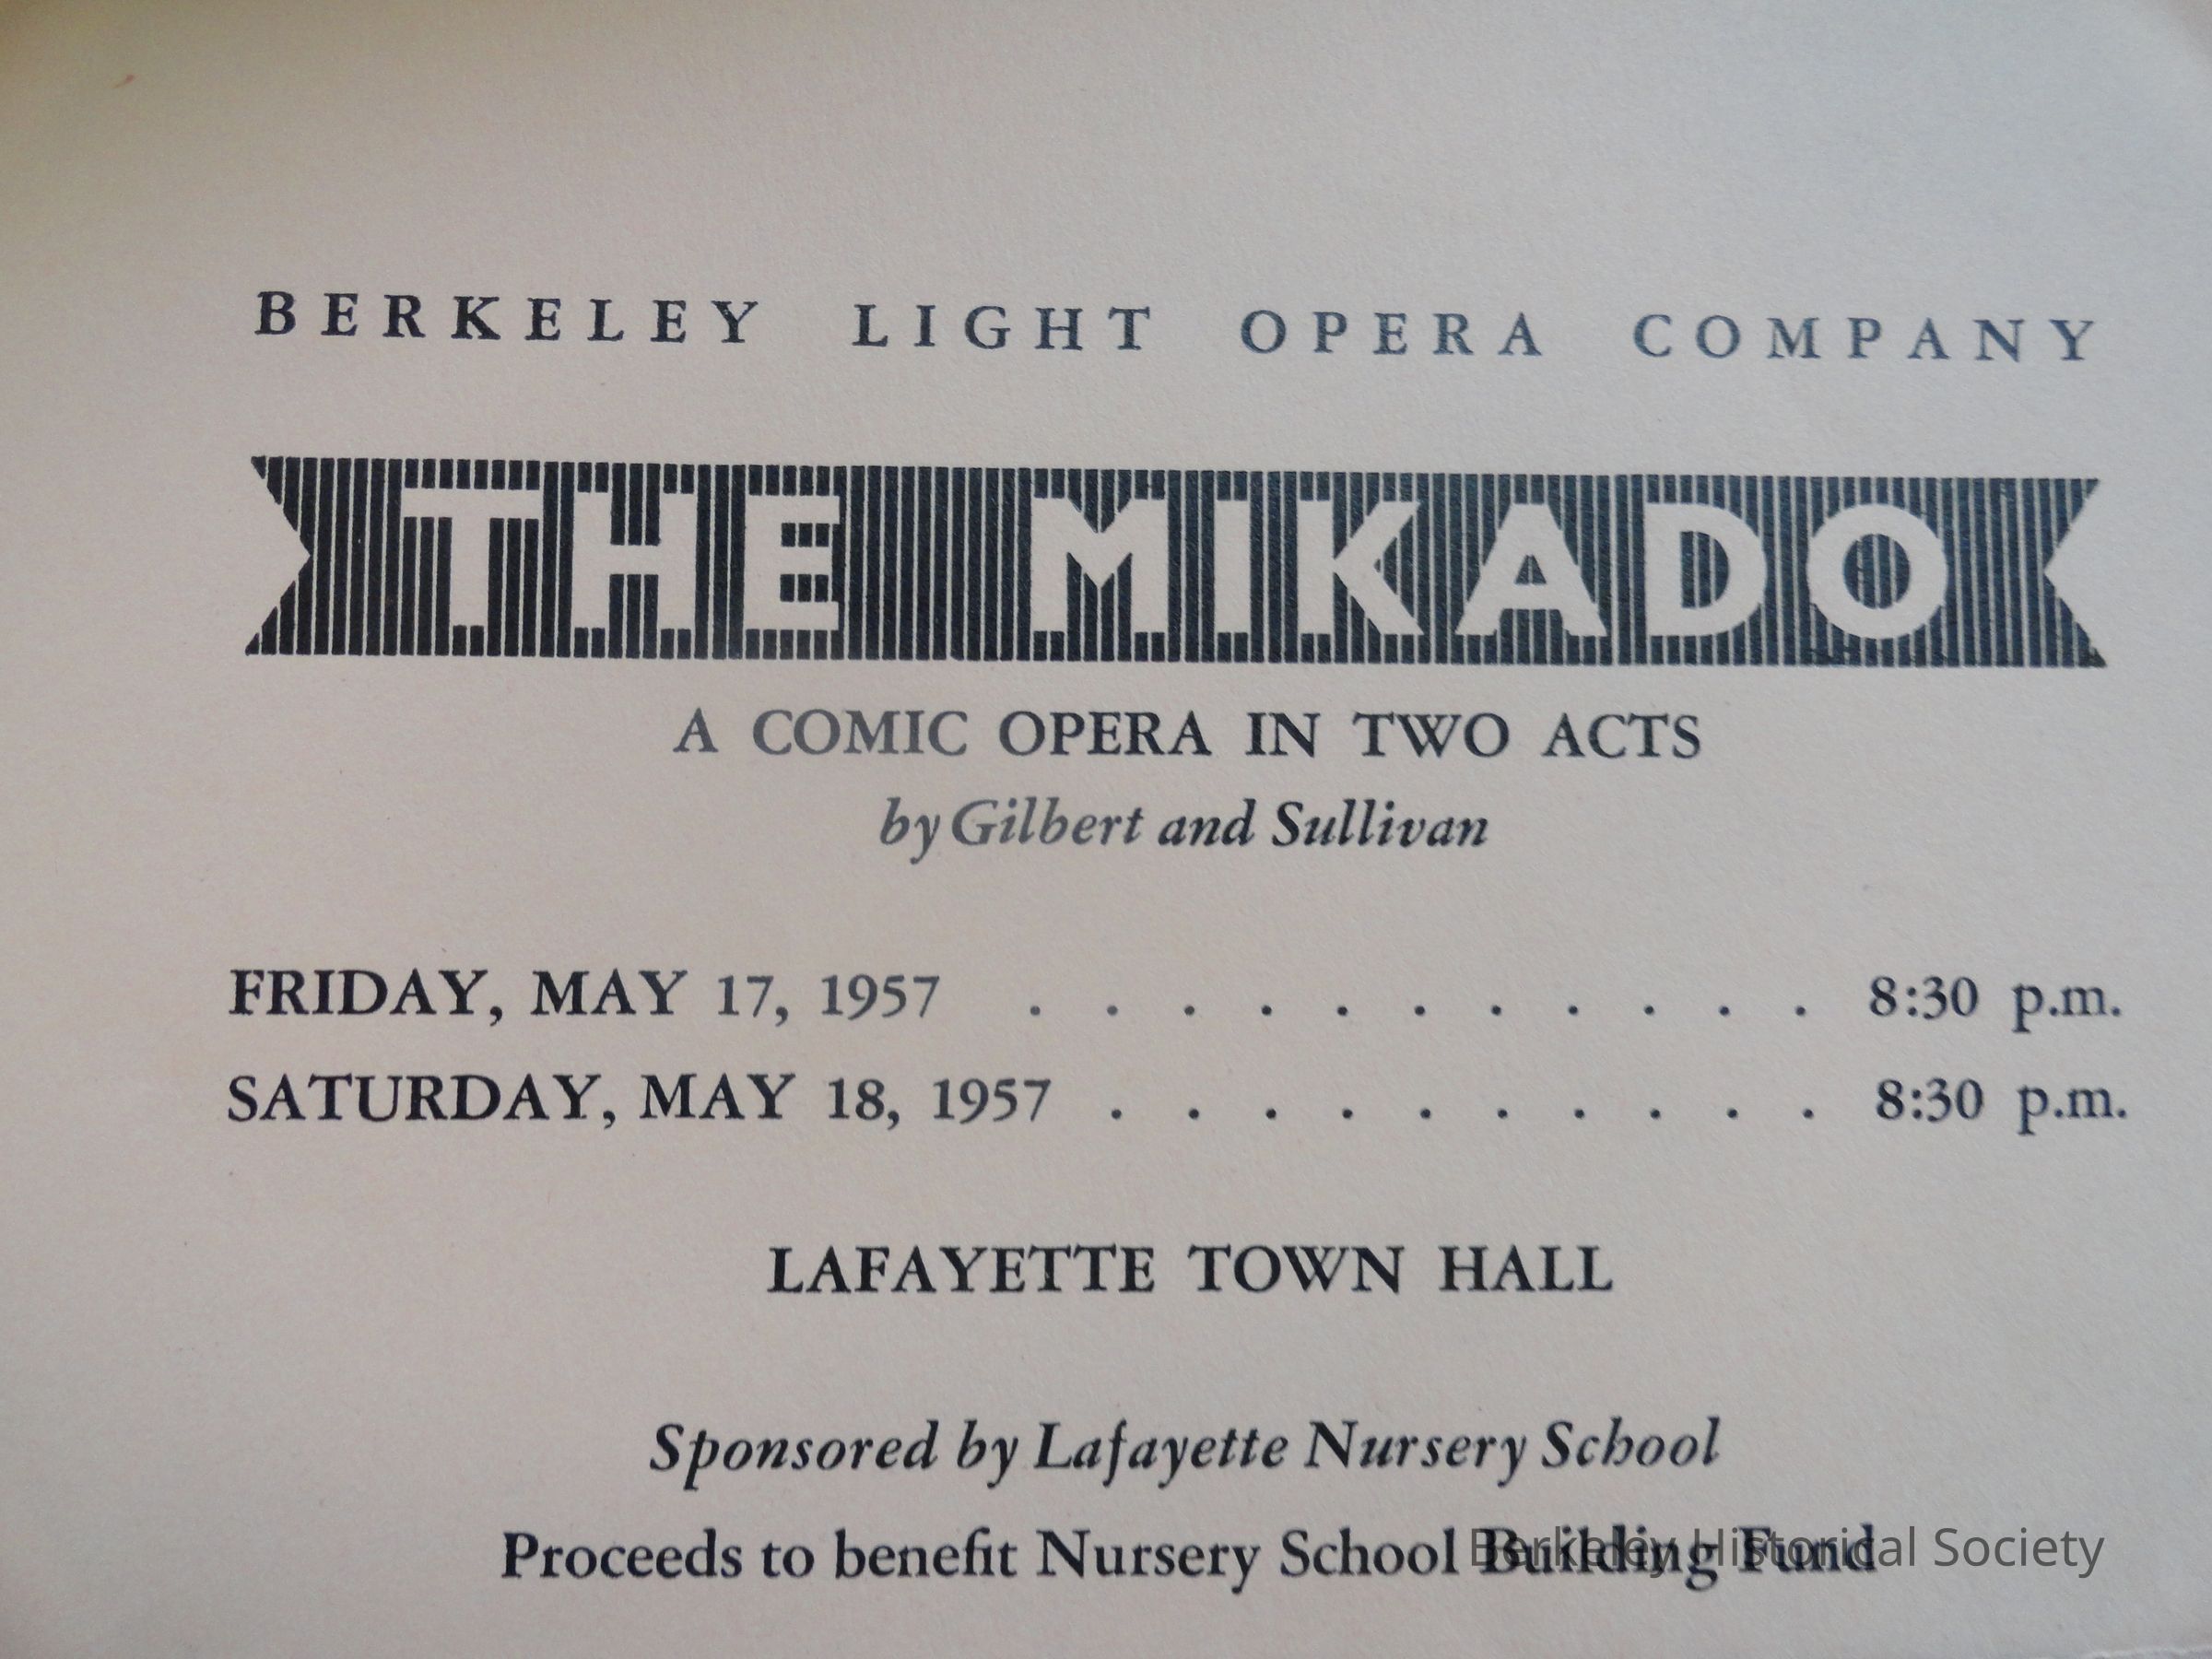 BERKELEY LIGHT OPERA COMPANY
THE MIKADO
A COMIC OPERA IN TWO ACTS
by Gilbert and Sullivan
FRIDAY, MAY 17, 1957 . . . . . . . . . . . 8:30 p.m.
SATURDAY, MAY 18, 1957 . . . . . . . . . . 8:30 p.m.
LAFAYETTE TOWN HALL
Sponsored by Lafayette Nursery School
Proceeds to benefit Nursery School Building Fund
Berkeley Historical Society